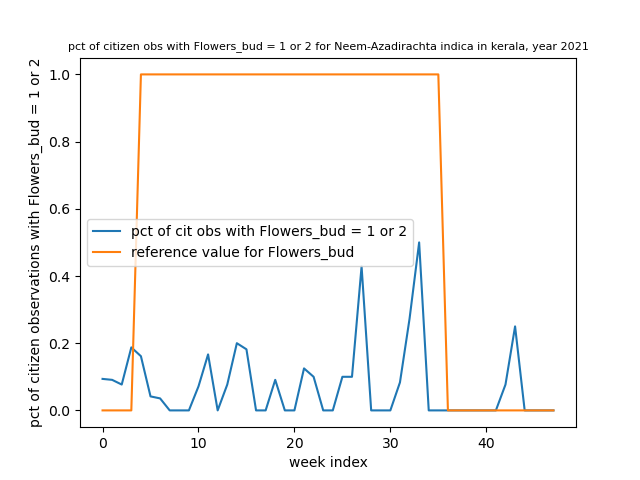 pct of citizen obs with Flowers_bud = 1 or 2 for Neem-Azadirachta indica in kerala, year 2021
pct of citizen observations with Flowers_bud = 1 or 2
1.0
0.8
0.6
0.4
0.2
0.0
pct of cit obs with Flowers_bud = 1 or 2
reference value for Flowers_bud
0 10 20 30 40
week index